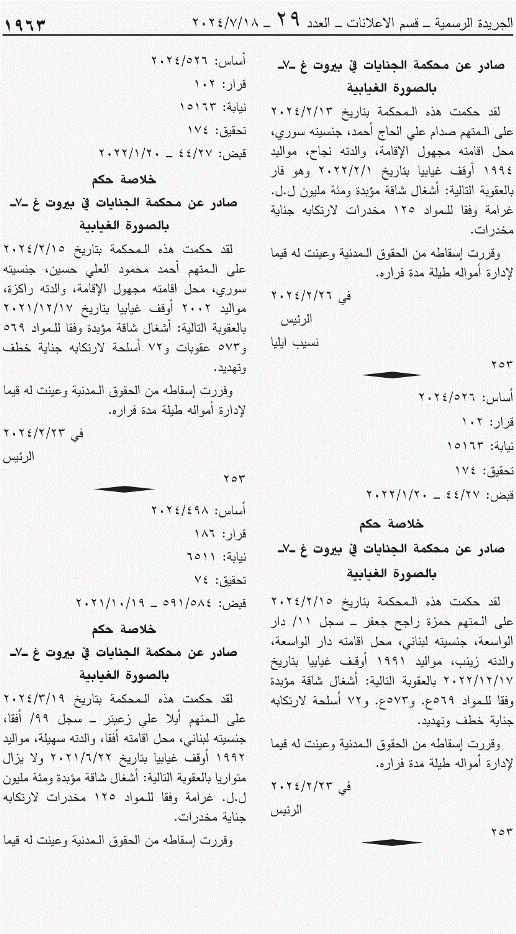 الجريدة الرسمية ـ قسم الاعلانات ـ العدد ٢٩ ـ ٢٠٢٤/٧/١٨
١٩٦٣
صادر عن محكمة الجنايات في بيروت غ ـ٧ـ
بالصورة الغيابية
لقد حكمت هذه المحكمة بتاريخ ٢٠٢٤/٢/١٣
على المتهم صدام علي الحاج أحمد، جنسيته سوري،
محل اقامته مجهول الإقامة، والدته نجاح، مواليد
١٩٩٤ أوقف غيابيا بتاريخ ٢٠٢٢/٢/١ وهو فار
بالعقوبة التالية: أشغال شاقة مؤبدة ومئة مليون ل.ل.
غرامة وفقا للمواد ١٢٥ مخدرات لارتكابه جناية
مخدرات.
وقررت إسقاطه من الحقوق المدنية وعينت له قيما
لإدارة أمواله طيلة مدة فراره.
في ٢٠٢٤/٢/٢٦
الرئيس
نسيب ايليا
٢٥٣
أساس: ٢٠٢٤/٥٢٦
قرار: ١٠٢
نيابة: ١٥١٦٣
تحقيق: ١٧٤
قبض: ٤٤/٢٧ ـ ٢٠٢٢/١/٢٠
خلاصة حكم
صادر عن محكمة الجنايات في بيروت غ ـ٧ـ
بالصورة الغيابية
لقد حكمت هذه المحكمة بتاريخ ٢٠٢٤/٢/١٥
على المتهم حمزة راجح جعفر ـ سجل ١١/ دار
الواسعة، جنسيته لبناني، محل اقامته دار الواسعة،
والدته زينب، مواليد ١٩٩١ أوقف غيابيا بتاريخ
٢٠٢٢/١٢/١٧ بالعقوبة التالية: أشغال شاقة مؤبدة
وفقا للمواد ٥٦٩ع. و٥٧٣ع. و٧٢ أسلحة لارتكابه
جناية خطف وتهديد.
وقررت إسقاطه من الحقوق المدنية وعينت له قيما
لإدارة أمواله طيلة مدة فراره.
في ٢٠٢٤/٢/٢٣
الرئيس
٢٥٣
أساس: ٢٠٢٤/٥٢٦
قرار: ١٠٢
نيابة: ١٥١٦٣
تحقيق: ١٧٤
قبض: ٤٤/٢٧ ـ ٢٠٢٢/١/٢٠
خلاصة حكم
صادر عن محكمة الجنايات في بيروت غ ـ٧ـ
بالصورة الغيابية
لقد حكمت هذه المحكمة بتاريخ ٢٠٢٤/٢/١٥
على المتهم أحمد محمود العلي حسين، جنسيته
سوري، محل اقامته مجهول الإقامة، والدته راكزة،
مواليد ٢٠٠٢ أوقف غيابيا بتاريخ ٢٠٢١/١٢/١٧
بالعقوبة التالية: أشغال شاقة مؤبدة وفقا للمواد ٥٦٩
و٥٧٣ عقوبات و٧٢ أسلحة لارتكابه جناية خطف
وتهديد.
وقررت إسقاطه من الحقوق المدنية وعينت له قيما
لإدارة أمواله طيلة مدة فراره.
في ٢٠٢٤/٢/٢٣
الرئيس
٢٥٣
أساس: ٢٠٢٤/٤٩٨
قرار: ١٨٦
نيابة: ٦٥١١
تحقيق: ٧٤
قبض: ٥٩١/٥٨٤ ـ ٢٠٢١/١٠/١٩
خلاصة حكم
صادر عن محكمة الجنايات في بيروت غ ـ٧ـ
بالصورة الغيابية
لقد حكمت هذه المحكمة بتاريخ ٢٠٢٤/٣/١٩
على المتهم أيلا علي زعيتر ـ سجل ٩٩/ أفقا،
جنسيته لبناني، محل اقامته أفقا، والدته سهيلة، مواليد
١٩٩٢ أوقف غيابيا بتاريخ ٢٠٢١/٦/٢٢ ولا يزال
متواريا بالعقوبة التالية: أشغال شاقة مؤبدة ومئة مليون
ل.ل. غرامة وفقا للمواد ١٢٥ مخدرات لارتكابه
جناية مخدرات.
وقررت إسقاطه من الحقوق المدنية وعينت له قيما